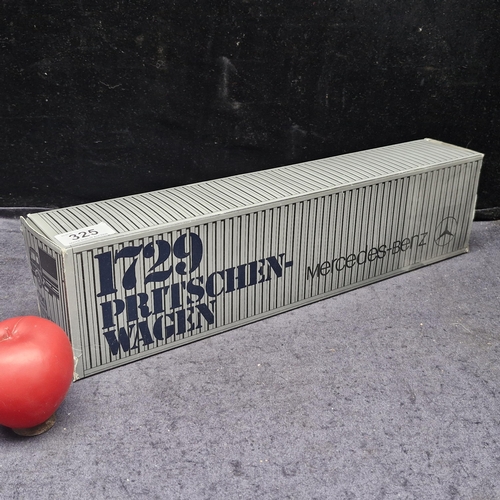 325
1729
PRITSCHEN-
WAGEN
Mercedes-Benz